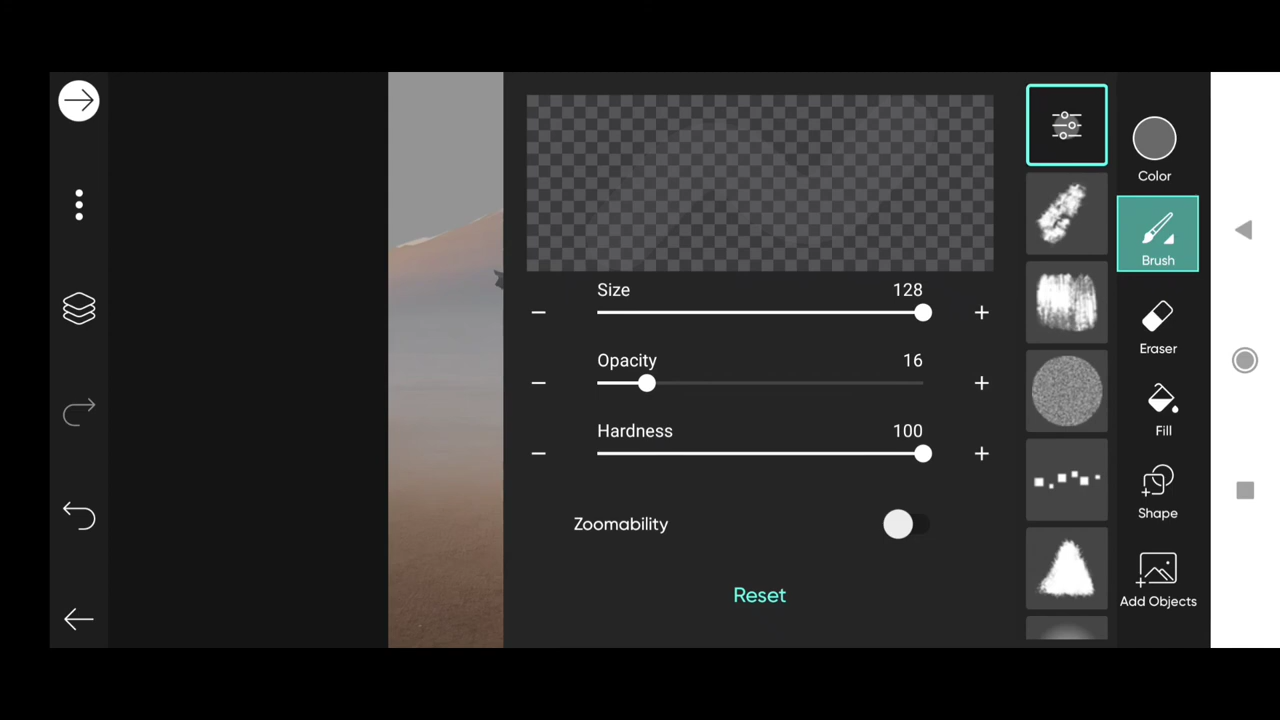 Size 128
Opacity 16
Hardness 100
Zoomability
Reset
Color
Brush
Eraser
Fill
Shape
Add Objects